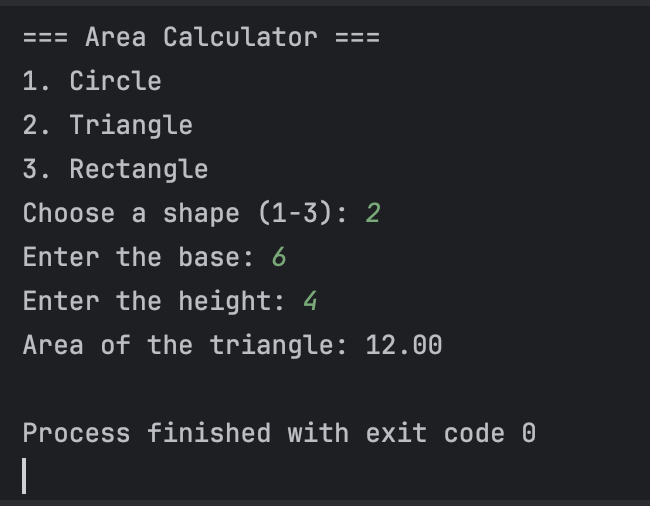 === Area Calculator ===
1. Circle
2. Triangle
3. Rectangle
Choose a shape (1-3): 2
Enter the base: 6
Enter the height: 4
Area of the triangle: 12.00
Process finished with exit code 0